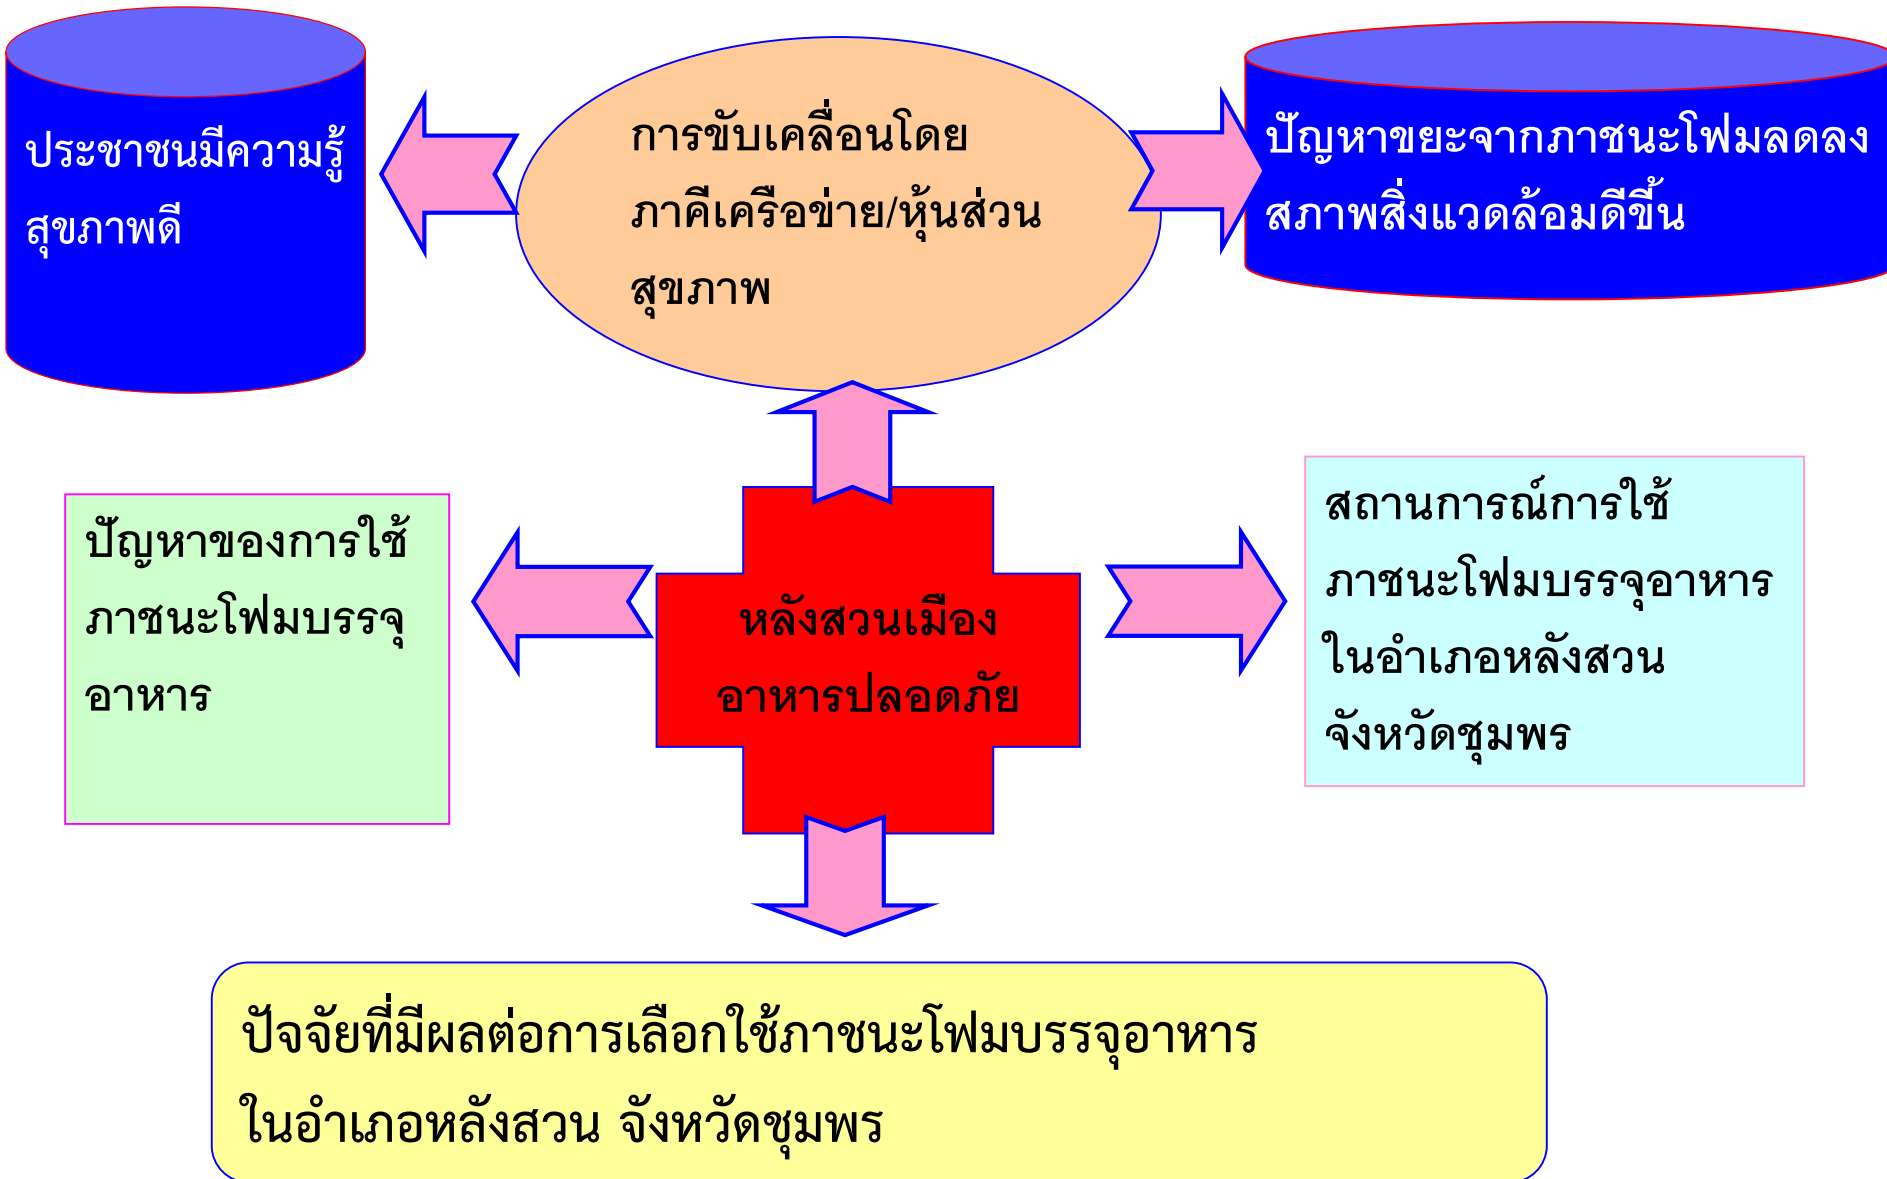 ประชาชนมีความรู้
สุขภาพดี
การขับเคลื่อนโดย
ภาคีเครือข่าย/หุ้นส่วน
สุขภาพ
ปัญหาขยะจากภาชนะโฟมลดลง
สภาพสิ่งแวดล้อมดีขี้น
ปัญหาของการใช้
ภาชนะโฟมบรรจุ
อาหาร
หลังสวนเมือง
อาหารปลอดภัย
สถานการณ์การใช้
ภาชนะโฟมบรรจุอาหาร
ในอำเภอหลังสวน
จังหวัดชุมพร
ปัจจัยที่มีผลต่อการเลือกใช้ภาชนะโฟมบรรจุอาหาร
ในอำเภอหลังสวน จังหวัดชุมพร